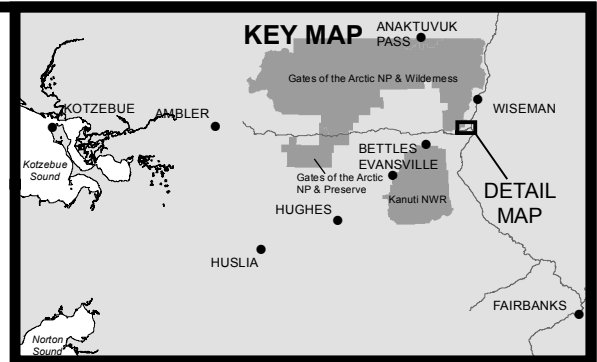 KEY MAP
ANAKTUVUK
PASS
Gates of the Arctic NP & Wilderness
KOTZEBUE
AMBLER
WISEMAN
Kotzebue
Sound
BETTLES
EVANSVILLE
Gates of the Arctic
NP & Preserve
Kanuti NWR
DETAIL
MAP
HUGHES
HUSLIA
FAIRBANKS
Norton
Sound